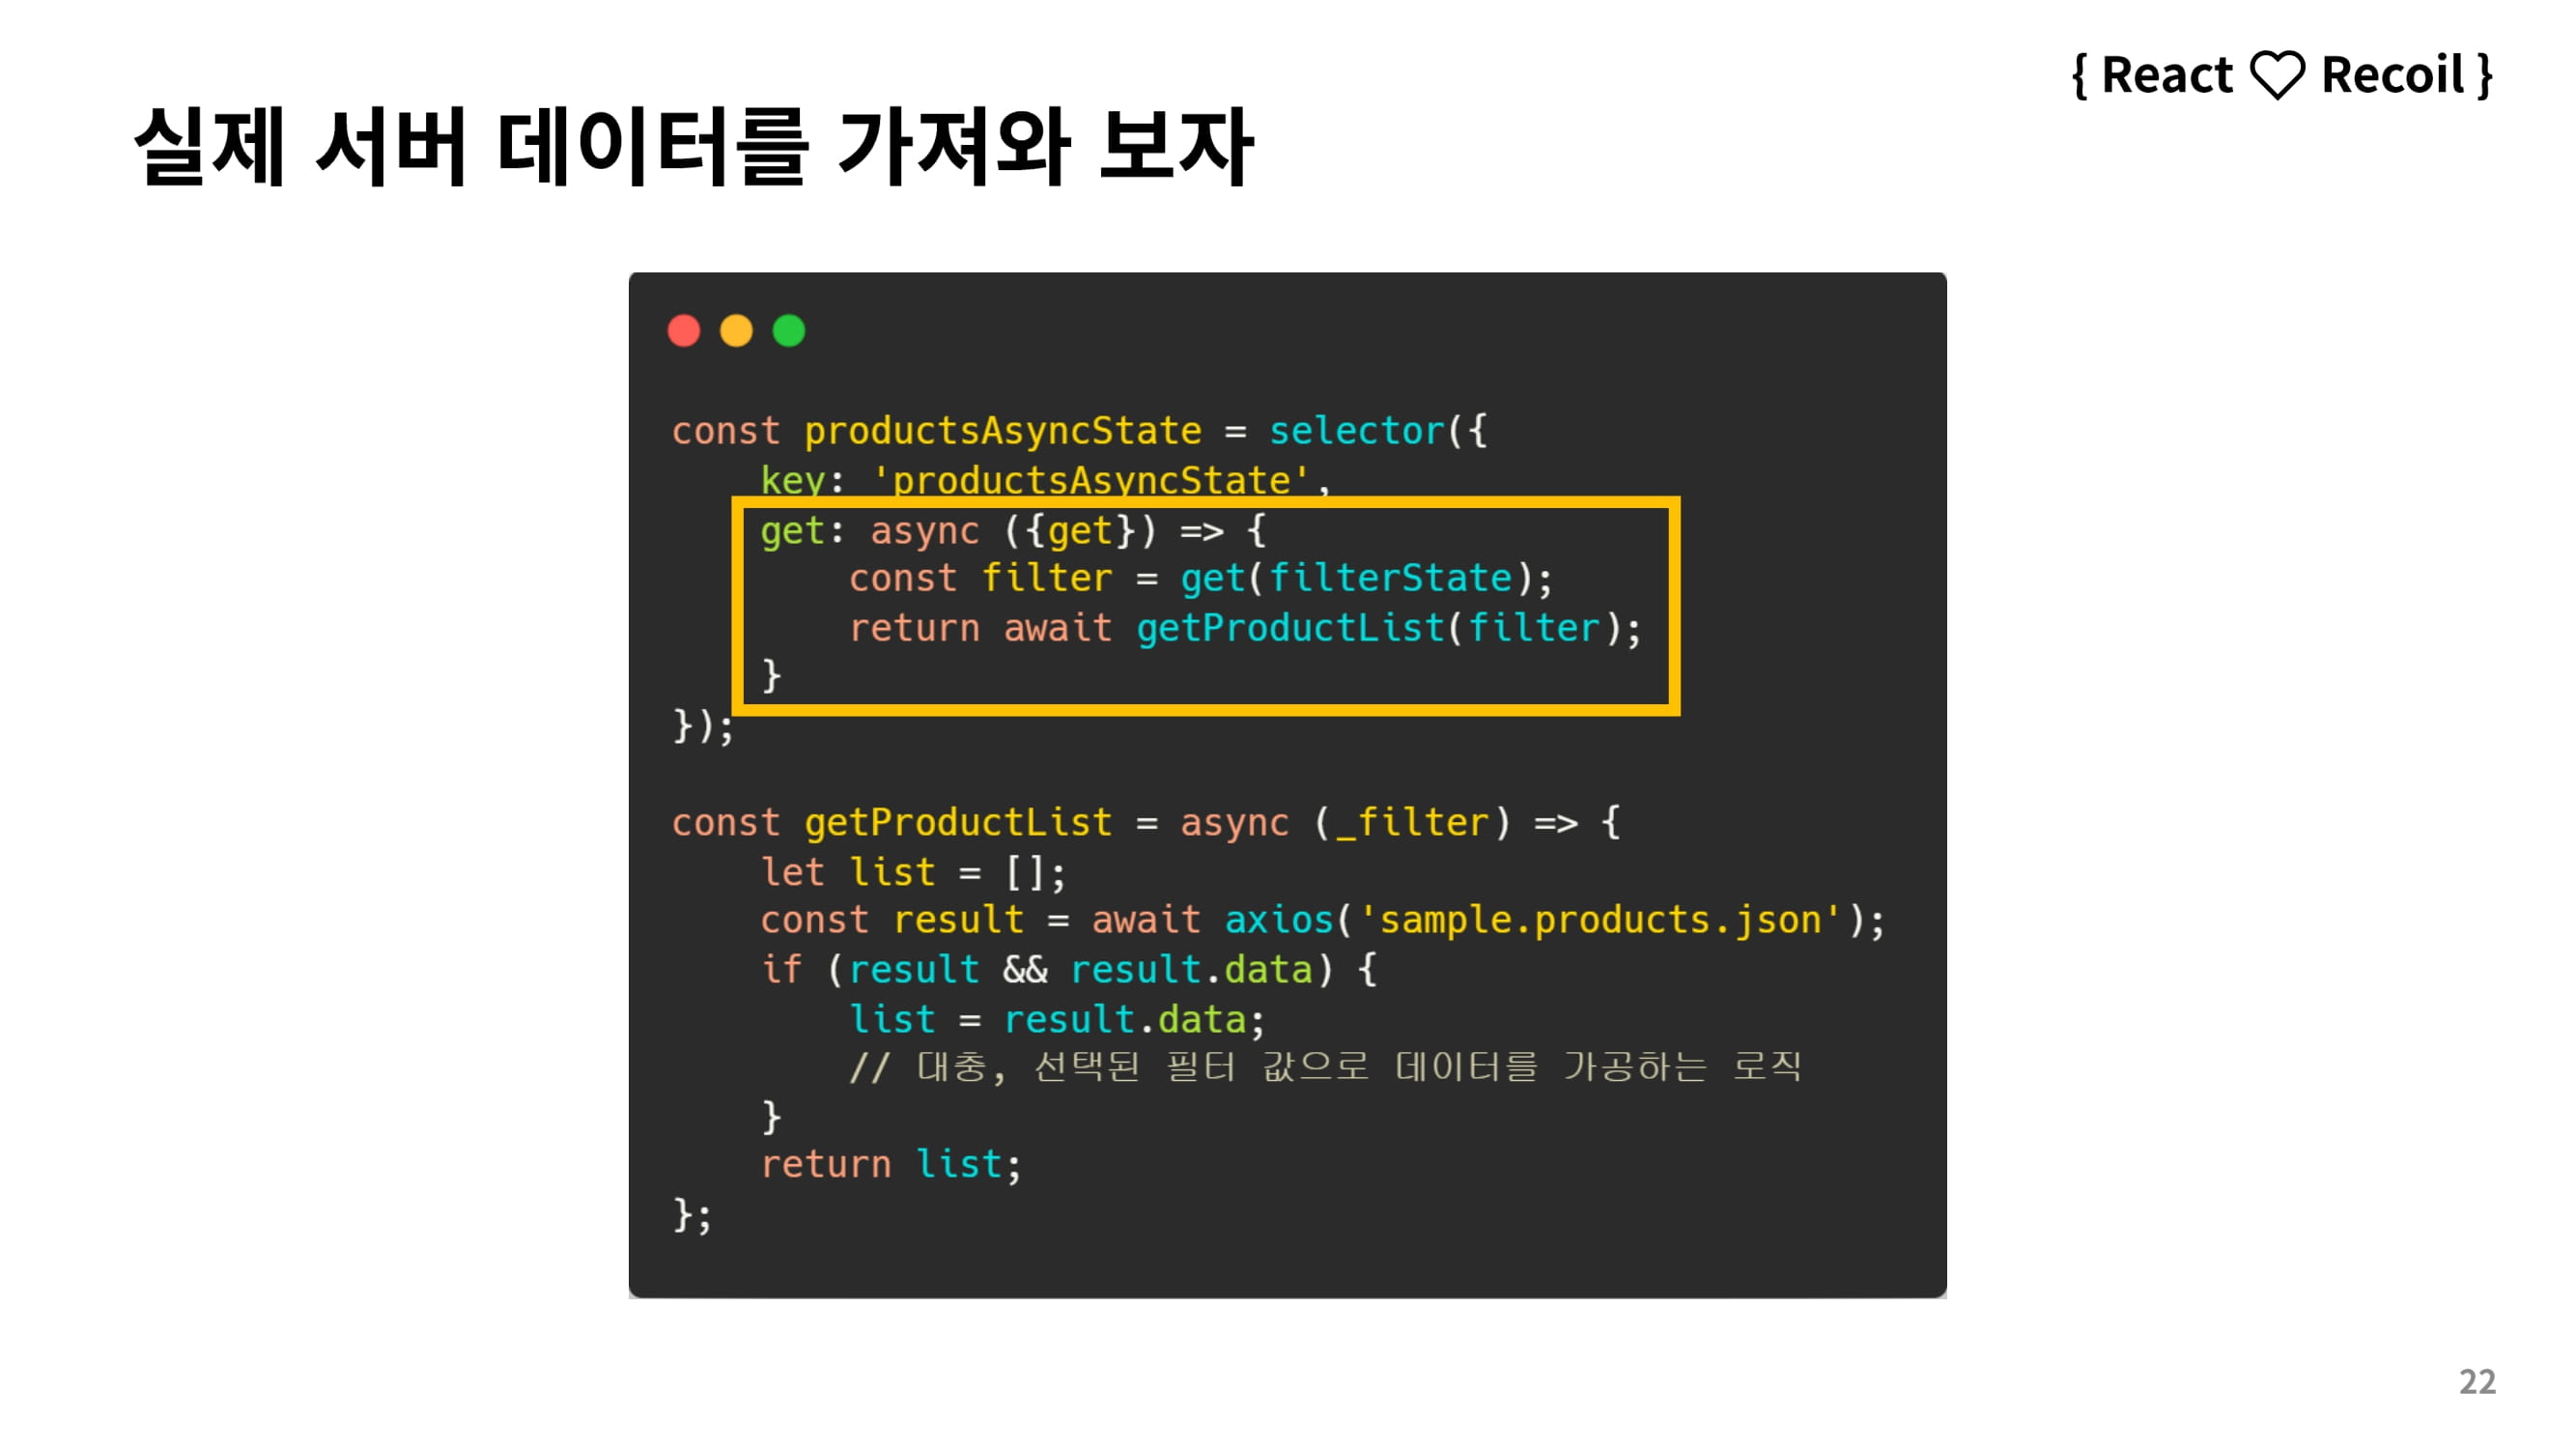 { React ♡ Recoil }
실제 서버 데이터를 가져와 보자
const productsAsyncState = selector({
    key: 'productsAsyncState',
    get: async ({get}) => {
        const filter = get(filterState);
        return await getProductList(filter);
    }
});
const getProductList = async (_filter) => {
    let list = [];
    const result = await axios('sample.products.json');
    if (result && result.data) {
        list = result.data;
        // 대충, 선택된 필터 값으로 데이터를 가공하는 로직
    }
    return list;
};
22